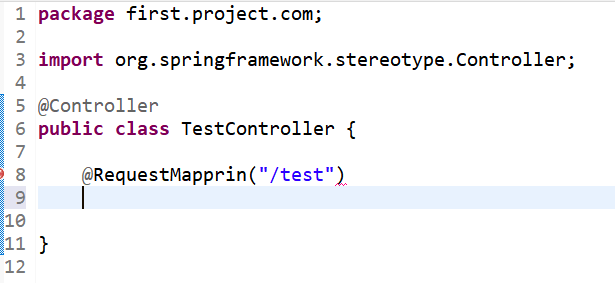 1 package first.project.com;
2
3 import org.springframework.stereotype.Controller;
4
5 @Controller
6 public class TestController {
7
8 @RequestMapprin("/test")
9
10
11 }
12